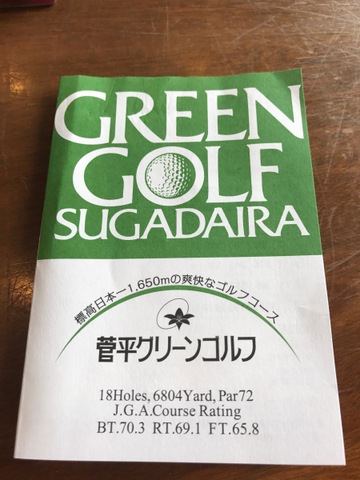 GREEN
GOLF
SUGADAIRA
標高日本一1,650mの爽快なゴルフコース
菅平グリーンゴルフ
18Holes, 6804Yard, Par72
J.G.A.Course Rating
BT.70.3 RT.69.1 FT.65.8